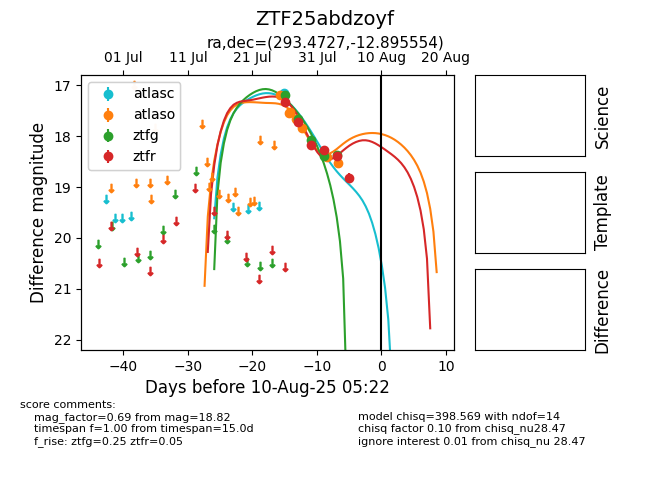 ZTF25abdzoyf
ra,dec=(293.4727,-12.895554)
01 Jul 11 Jul 21 Jul 31 Jul 10 Aug 20 Aug
17
18
19
20
21
22
Difference magnitude
atlasc
atlaso
ztfg
ztfr
−40 −30 −20 −10 0 10
Days before 10-Aug-25 05:22
Science
Template
Difference
score comments:
mag_factor=0.69 from mag=18.82
timespan f=1.00 from timespan=15.0d
f_rise: ztfg=0.25 ztfr=0.05
model chisq=398.569 with ndof=14
chisq factor 0.10 from chisq_nu28.47
ignore interest 0.01 from chisq_nu 28.47